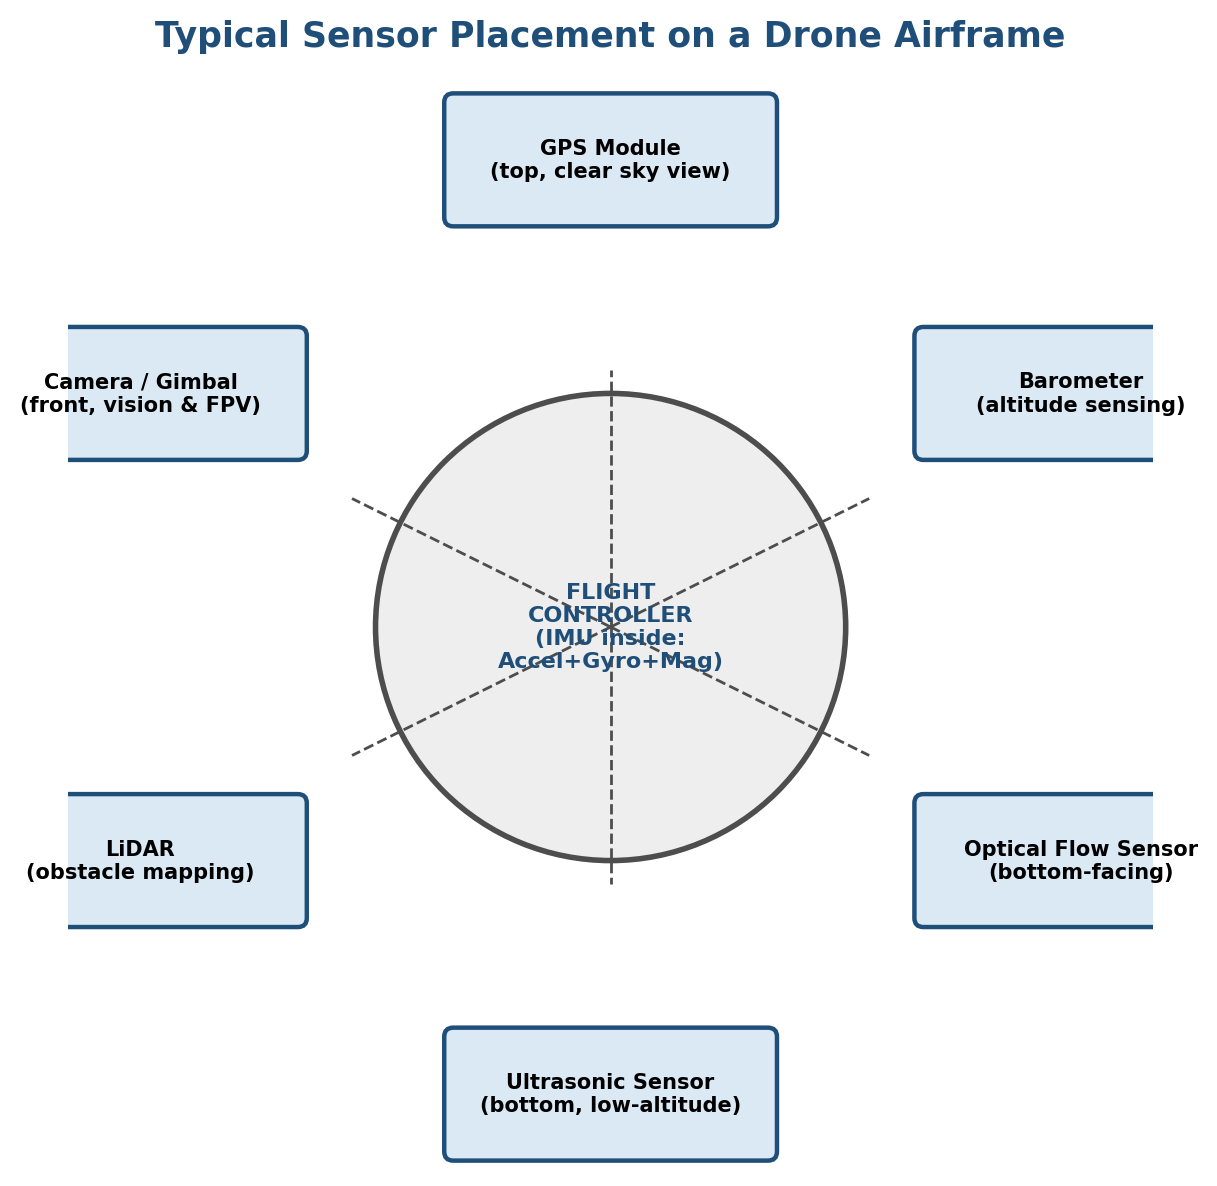 Typical Sensor Placement on a Drone Airframe
GPS Module
(top, clear sky view)
Camera / Gimbal
(front, vision & FPV)
Barometer
(altitude sensing)
FLIGHT
CONTROLLER
(IMU inside:
Accel+Gyro+Mag)
LiDAR
(obstacle mapping)
Optical Flow Sensor
(bottom-facing)
Ultrasonic Sensor
(bottom, low-altitude)